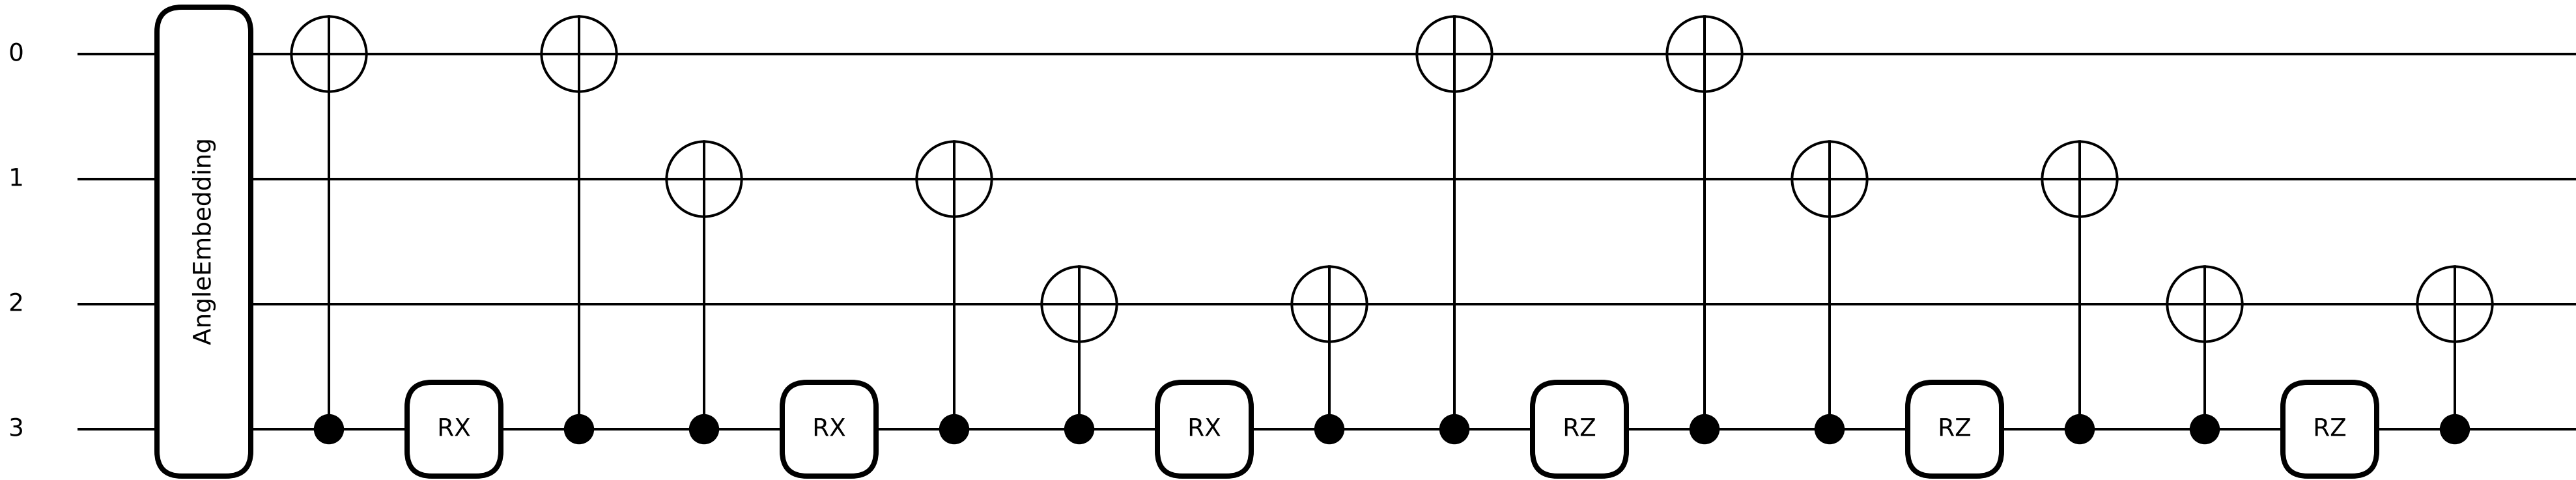 0
1
2
3
AngleEmbedding
RX
RX
RX
RZ
RZ
RZ